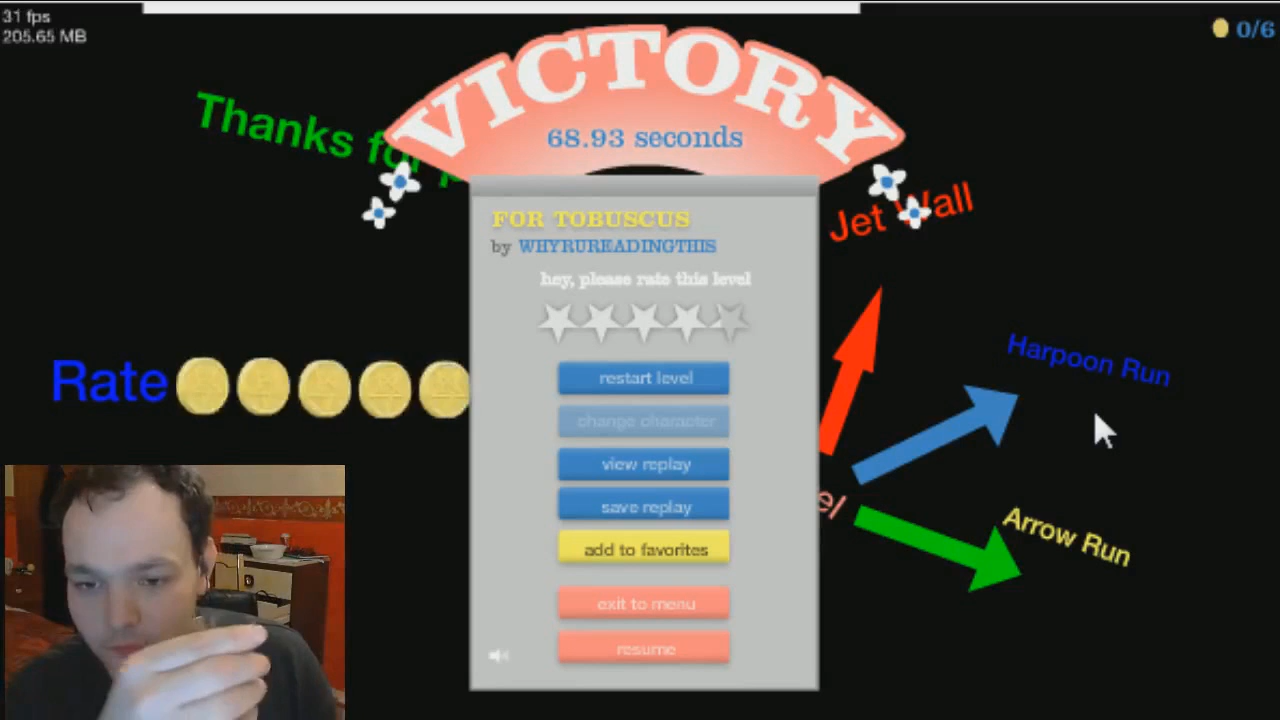 31 fps
205.65 MB
0/6
VICTORY
68.93 seconds
Thanks for
Jet Wall
FOR TOBUSCUS
by WHYRUREADINGTHIS
hey, please rate this level
Rate
Harpoon Run
restart level
change character
view replay
save replay
Arrow Run
add to favorites
exit to menu
resume